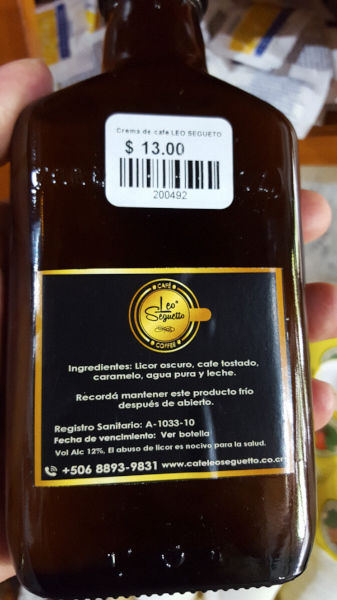 Crema de cafe LEO SEGUETO
$ 13.00
200492
CAFÉ
Leo
Seguetto
COFFEE
Ingredientes: Licor oscuro, cafe tostado,
caramelo, agua pura y leche.
Recordá mantener este producto frío
después de abierto.
Registro Sanitario: A-1033-10
Fecha de vencimiento: Ver botella
Vol Alc 12%, El abuso de licor es nocivo para la salud.
+506 8893-9831 www.cafeleoseguetto.co.cr